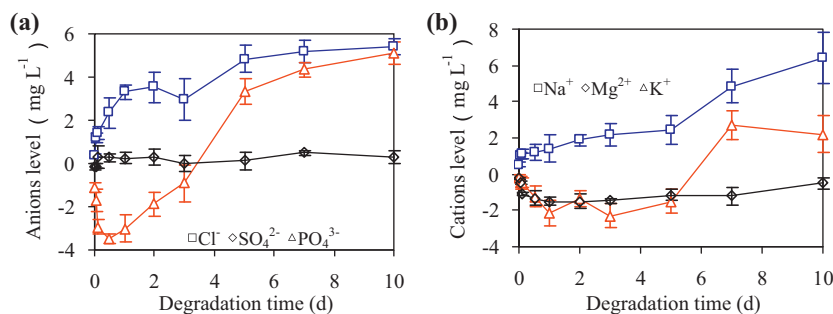 (a)
Anions level ( mg L⁻¹)
6
4
2
0
-2
-4
Cl⁻ SO₄²⁻ PO₄³⁻
0 2 4 6 8 10
Degradation time (d)
(b)
Cations level ( mg L⁻¹)
8
6
4
2
0
-2
-4
Na⁺ Mg²⁺ K⁺
0 2 4 6 8 10
Degradation time (d)